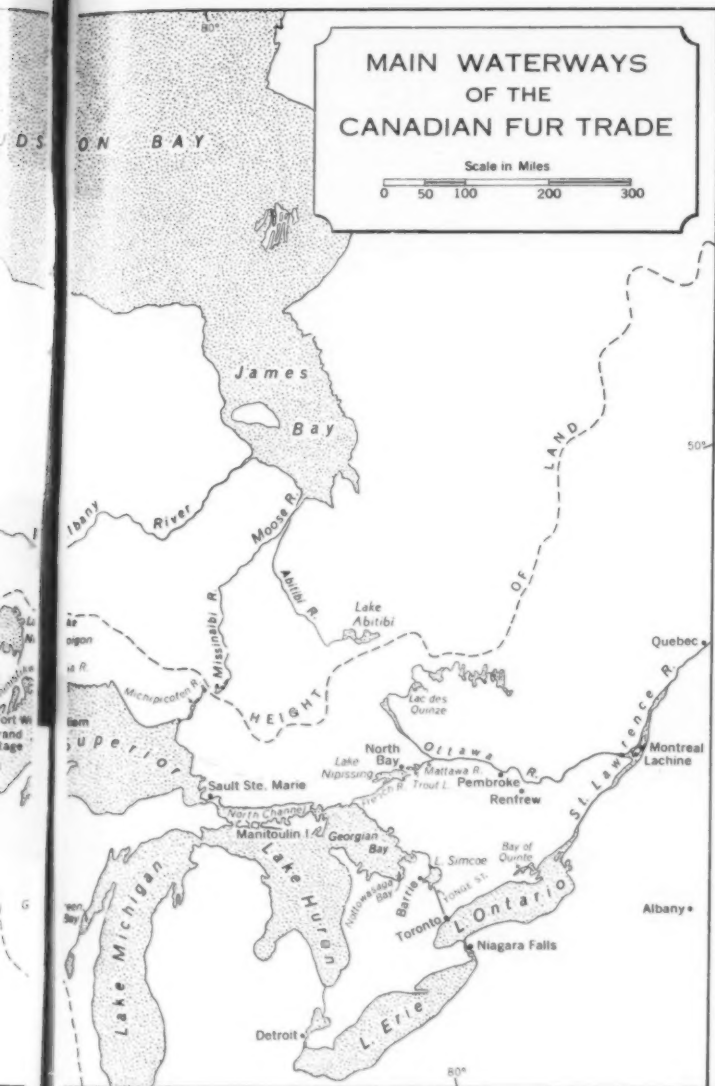 80°
MAIN WATERWAYS
OF THE
CANADIAN FUR TRADE
Scale in Miles
0 50 100 200 300
UDSON BAY
James
Bay
50°
HEIGHT OF LAND
lbany River
Moose R.
Abitibi R.
Missinaibi R.
Lake
Abitibi
Quebec
Michipicoten R.
Lac des
Quinze
Ottawa R.
St. Lawrence R.
Montreal
Lachine
Superior
North
Bay
Lake
Nipissing
Mattawa R.
Trout L.
French R.
Pembroke
Renfrew
Sault Ste. Marie
North Channel
Manitoulin I.
Georgian
Bay
L. Simcoe
Bay of
Quinte
Nottawasaga
Bay
Barrie
YONGE ST.
Lake Michigan
Lake Huron
Toronto
L. Ontario
Albany
Niagara Falls
Detroit
L. Erie
80°